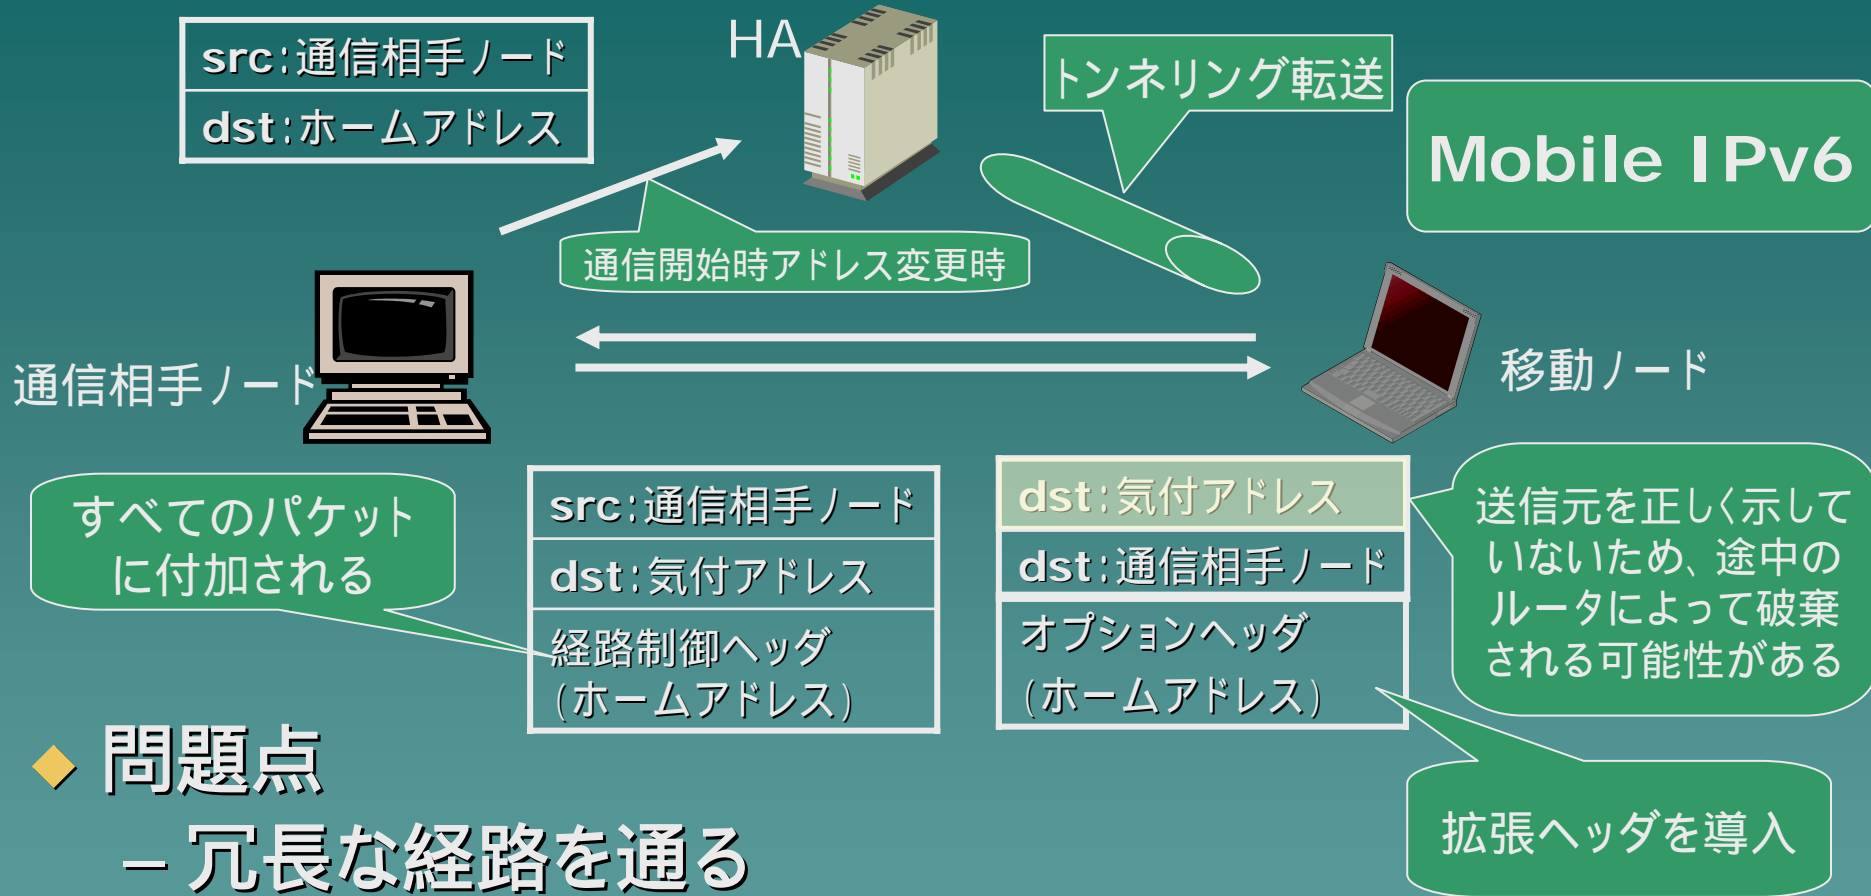 src:通信相手ノード
dst:ホームアドレス
HA
トンネリング転送
Mobile IPv6
通信開始時アドレス変更時
通信相手ノード
移動ノード
すべてのパケット
に付加される
src:通信相手ノード
dst:気付アドレス
経路制御ヘッダ
(ホームアドレス)
dst:気付アドレス
dst:通信相手ノード
オプションヘッダ
(ホームアドレス)
送信元を正しく示して
いないため、途中の
ルータによって破棄
される可能性がある
拡張ヘッダを導入
◆ 問題点
– 冗長な経路を通る